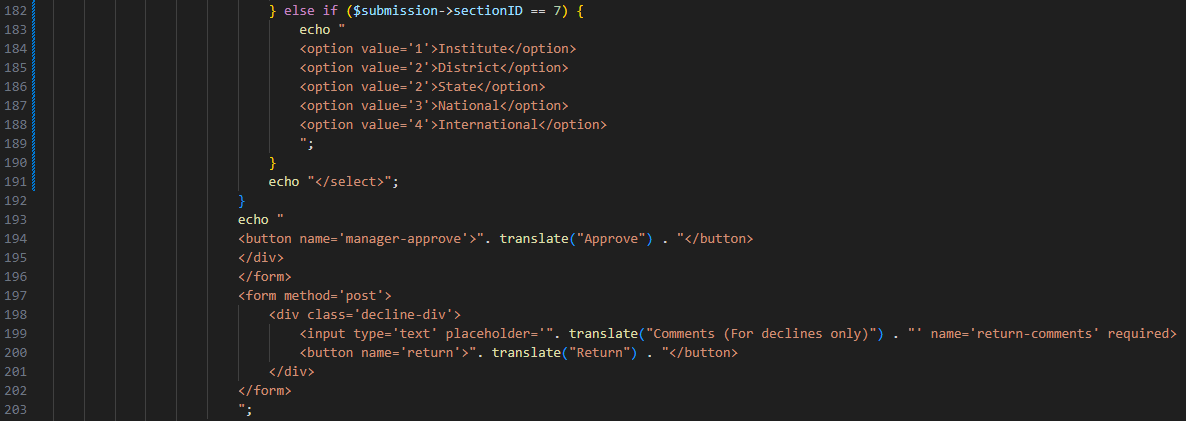 182 } else if ($submission->sectionID == 7) {
183 echo "
184 <option value='1'>Institute</option>
185 <option value='2'>District</option>
186 <option value='2'>State</option>
187 <option value='3'>National</option>
188 <option value='4'>International</option>
189 ";
190 }
191 echo "</select>";
192 }
193 echo "
194 <button name='manager-approve'>". translate("Approve") . "</button>
195 </div>
196 </form>
197 <form method='post'>
198 <div class='decline-div'>
199 <input type='text' placeholder='". translate("Comments (For declines only)") . "' name='return-comments' required>
200 <button name='return'>". translate("Return") . "</button>
201 </div>
202 </form>
203 ";